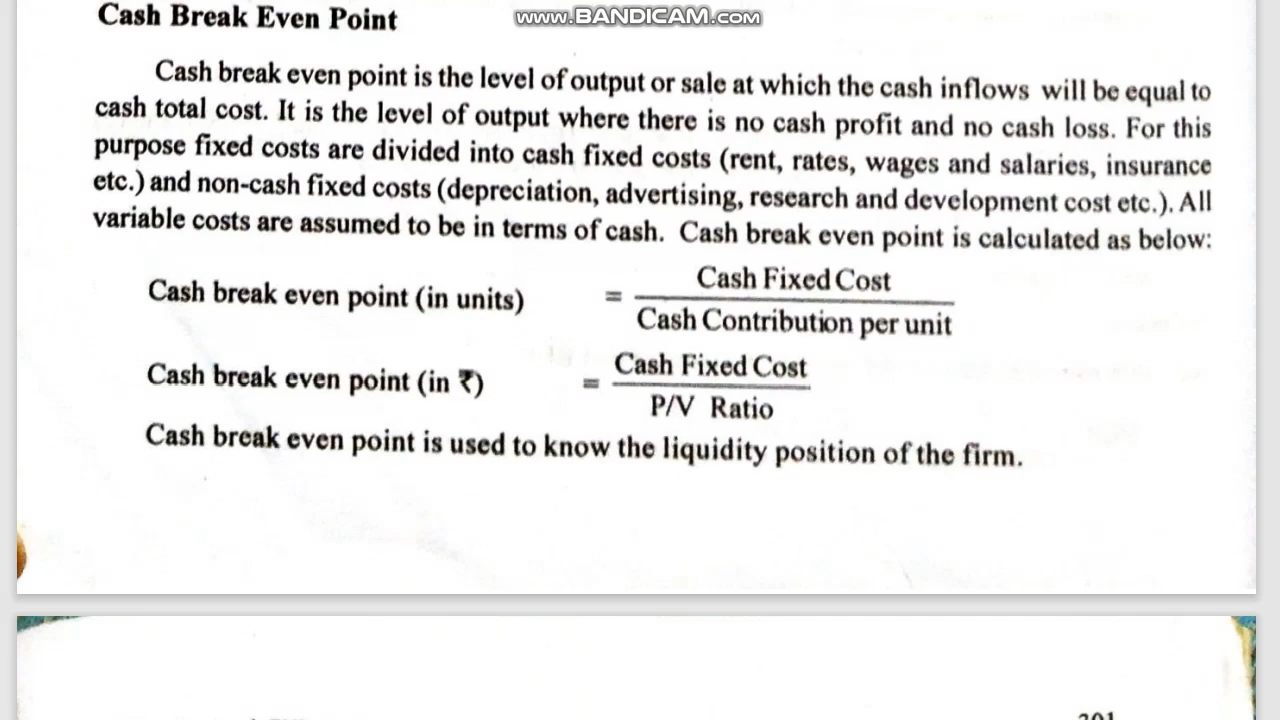 Cash Break Even Point
www.BANDICAM.com
Cash break even point is the level of output or sale at which the cash inflows will be equal to
cash total cost. It is the level of output where there is no cash profit and no cash loss. For this
purpose fixed costs are divided into cash fixed costs (rent, rates, wages and salaries, insurance
etc.) and non-cash fixed costs (depreciation, advertising, research and development cost etc.). All
variable costs are assumed to be in terms of cash. Cash break even point is calculated as below:
Cash break even point (in units) = Cash Fixed Cost
Cash Contribution per unit
Cash break even point (in ₹) = Cash Fixed Cost
P/V Ratio
Cash break even point is used to know the liquidity position of the firm.